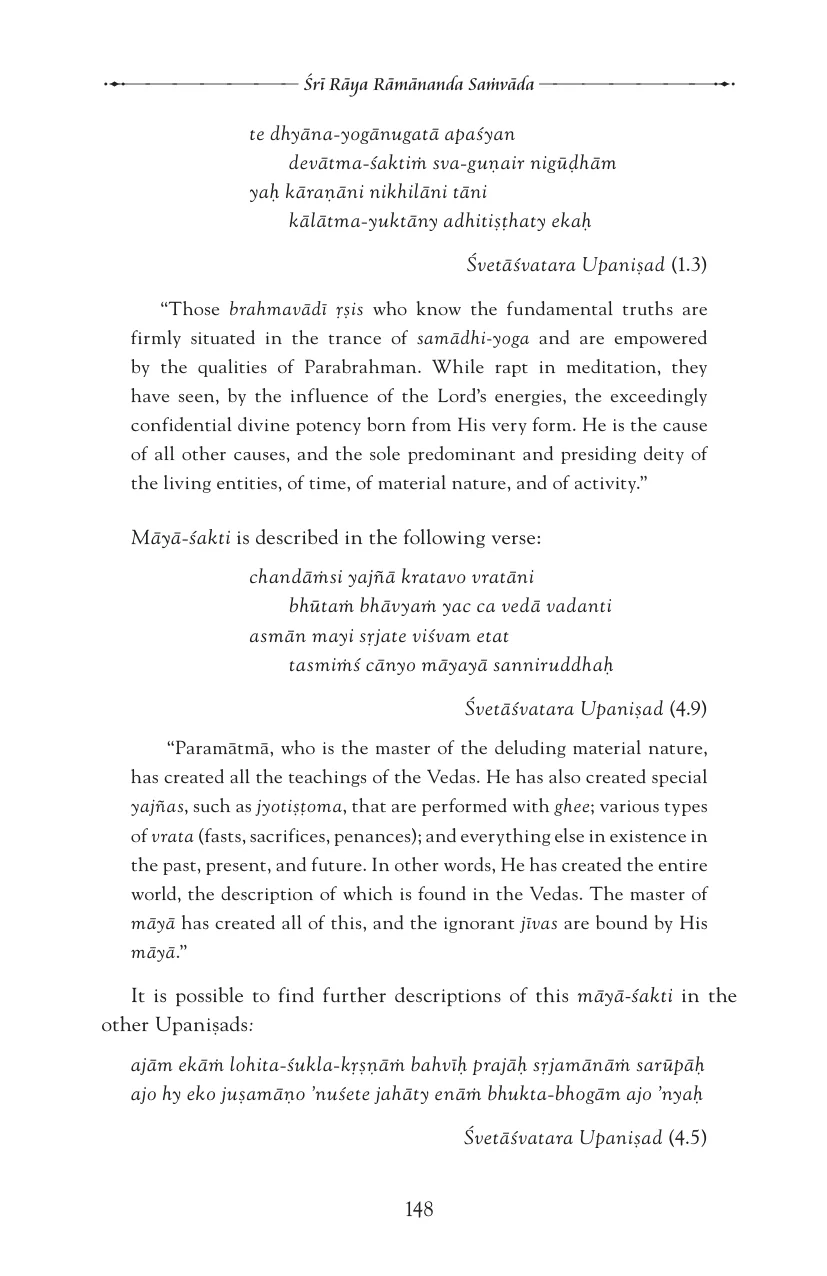 Śrī Rāya Rāmānanda Saṁvāda
te dhyāna-yogānugatā apaśyan
devātma-śaktiṁ sva-guṇair nigūḍhām
yaḥ kāraṇāni nikhilāni tāni
kālātma-yuktāny adhitiṣṭhaty ekaḥ
Śvetāśvatara Upaniṣad (1.3)
“Those brahmavādī ṛṣis who know the fundamental truths are
firmly situated in the trance of samādhi-yoga and are empowered
by the qualities of Parabrahman. While rapt in meditation, they
have seen, by the influence of the Lord’s energies, the exceedingly
confidential divine potency born from His very form. He is the cause
of all other causes, and the sole predominant and presiding deity of
the living entities, of time, of material nature, and of activity.”
Māyā-śakti is described in the following verse:
chandāṁsi yajñā kratavo vratāni
bhūtaṁ bhāvyaṁ yac ca vedā vadanti
asmān mayi sṛjate viśvam etat
tasmiṁś cānyo māyayā sanniruddhaḥ
Śvetāśvatara Upaniṣad (4.9)
“Paramātmā, who is the master of the deluding material nature,
has created all the teachings of the Vedas. He has also created special
yajñas, such as jyotiṣṭoma, that are performed with ghee; various types
of vrata (fasts, sacrifices, penances); and everything else in existence in
the past, present, and future. In other words, He has created the entire
world, the description of which is found in the Vedas. The master of
māyā has created all of this, and the ignorant jīvas are bound by His
māyā.”
It is possible to find further descriptions of this māyā-śakti in the
other Upaniṣads:
ajām ekāṁ lohita-śukla-kṛṣṇāṁ bahvīḥ prajāḥ sṛjamānāṁ sarūpāḥ
ajo hy eko juṣamāṇo ’nuśete jahāty enāṁ bhukta-bhogām ajo ’nyaḥ
Śvetāśvatara Upaniṣad (4.5)
148